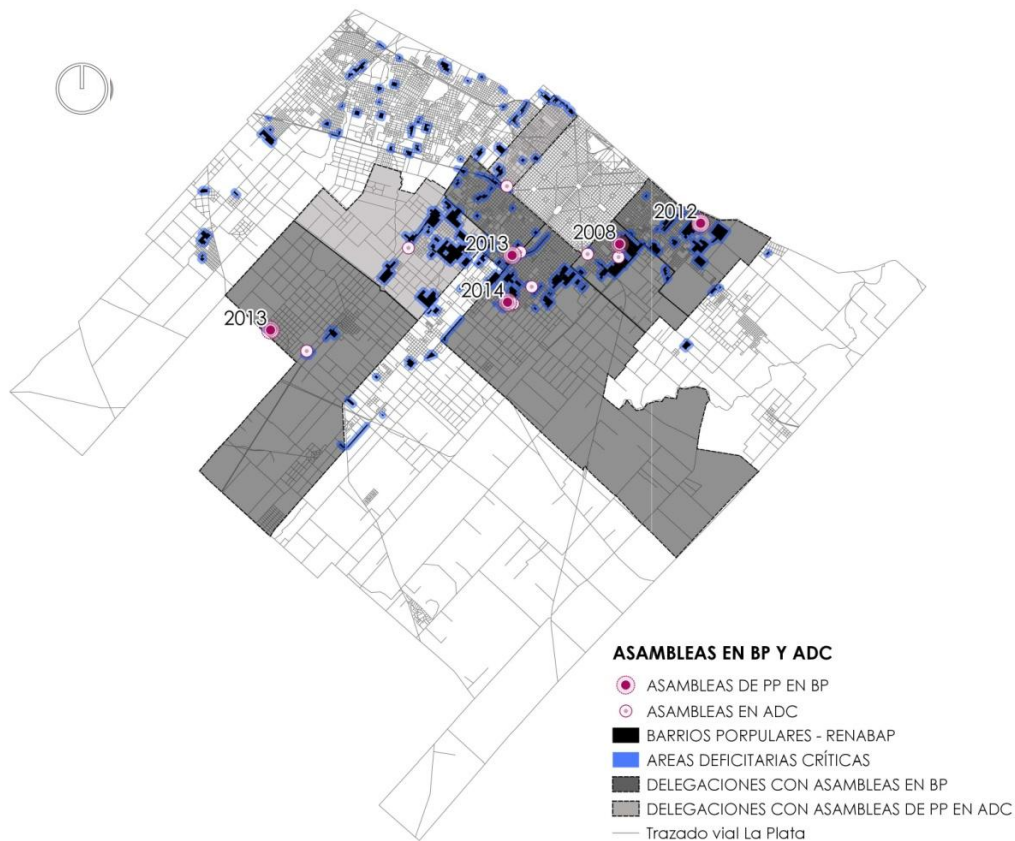 2012
2008
2013
2014
2013
ASAMBLEAS EN BP Y ADC
ASAMBLEAS DE PP EN BP
ASAMBLEAS EN ADC
BARRIOS PORPULARES - RENABAP
AREAS DEFICITARIAS CRÍTICAS
DELEGACIONES CON ASAMBLEAS EN BP
DELEGACIONES CON ASAMBLEAS DE PP EN ADC
Trazado vial La Plata